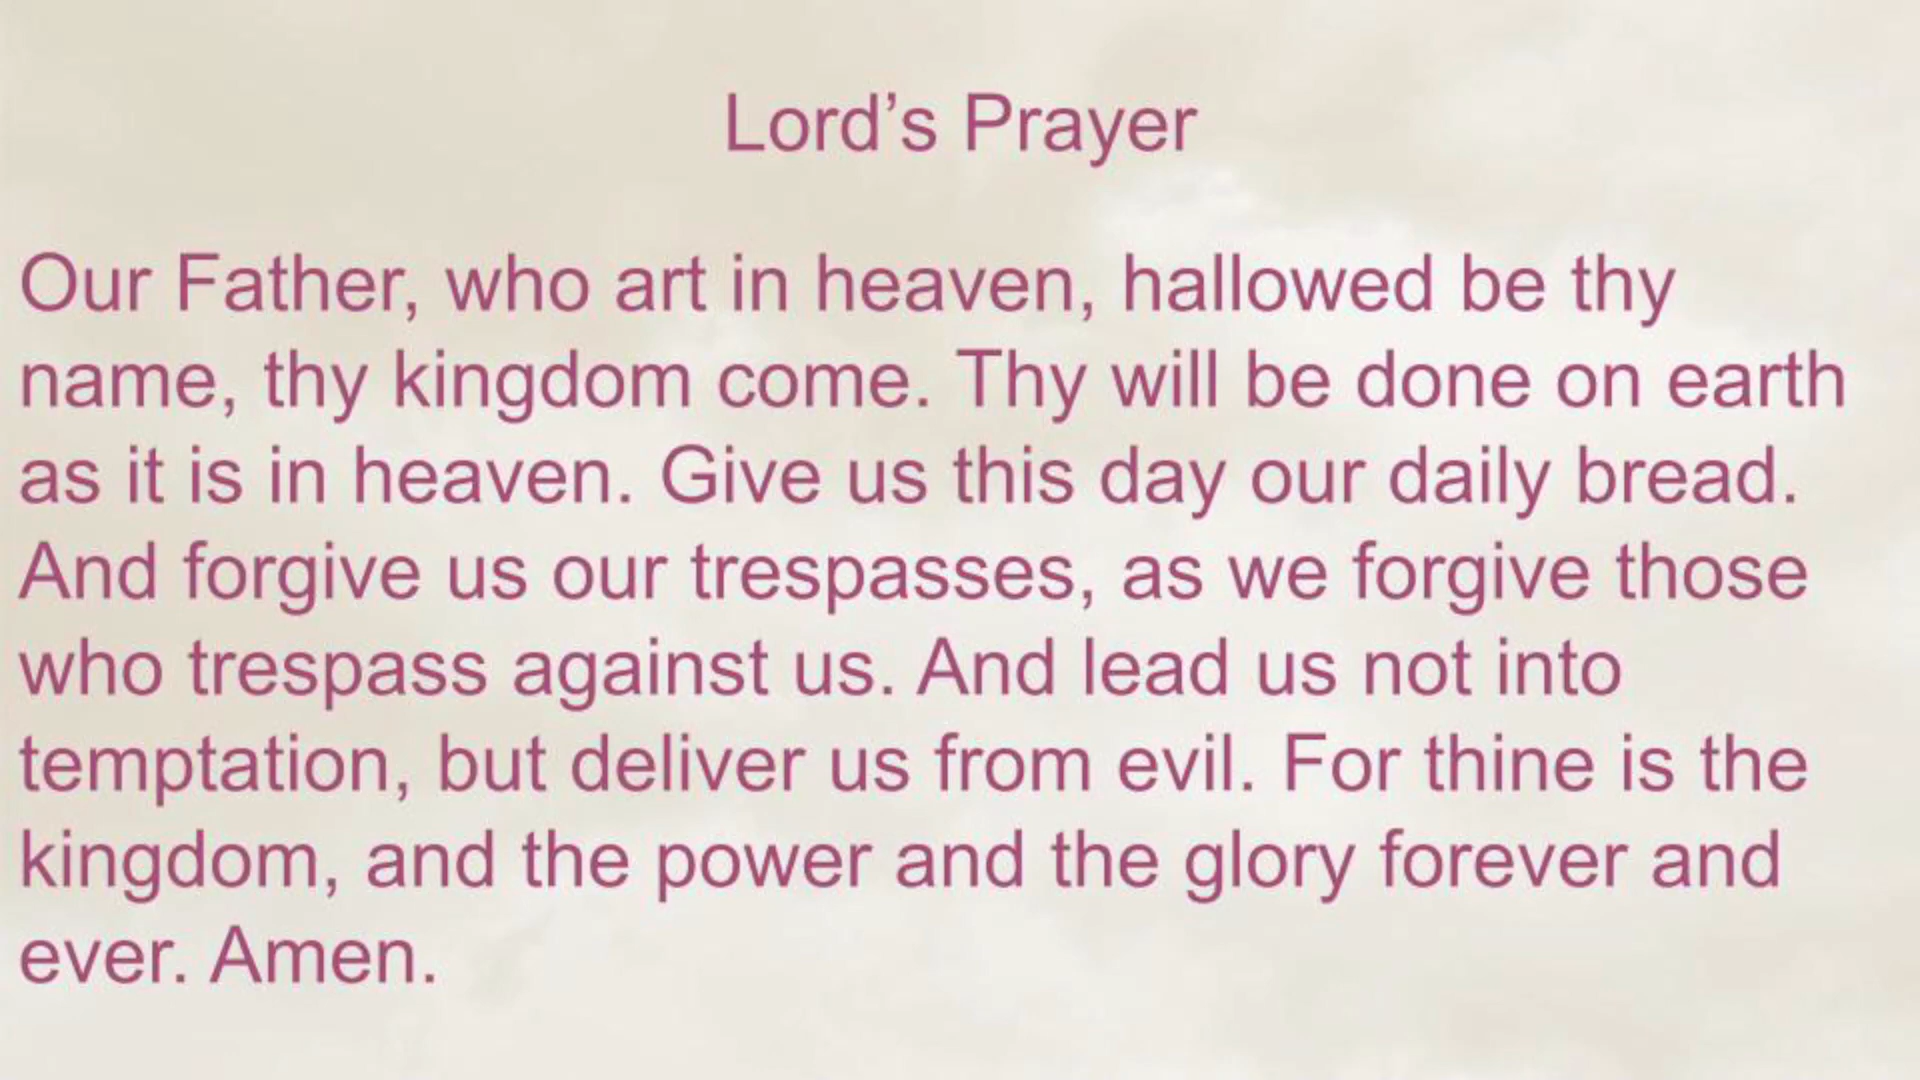 Lord’s Prayer
Our Father, who art in heaven, hallowed be thy
name, thy kingdom come. Thy will be done on earth
as it is in heaven. Give us this day our daily bread.
And forgive us our trespasses, as we forgive those
who trespass against us. And lead us not into
temptation, but deliver us from evil. For thine is the
kingdom, and the power and the glory forever and
ever. Amen.